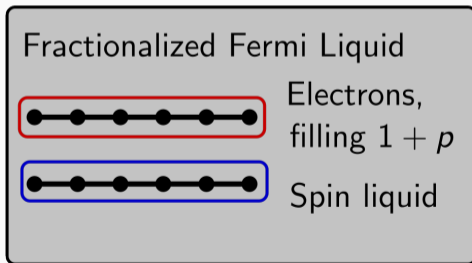 Fractionalized Fermi Liquid
Electrons,
filling 1 + p
Spin liquid